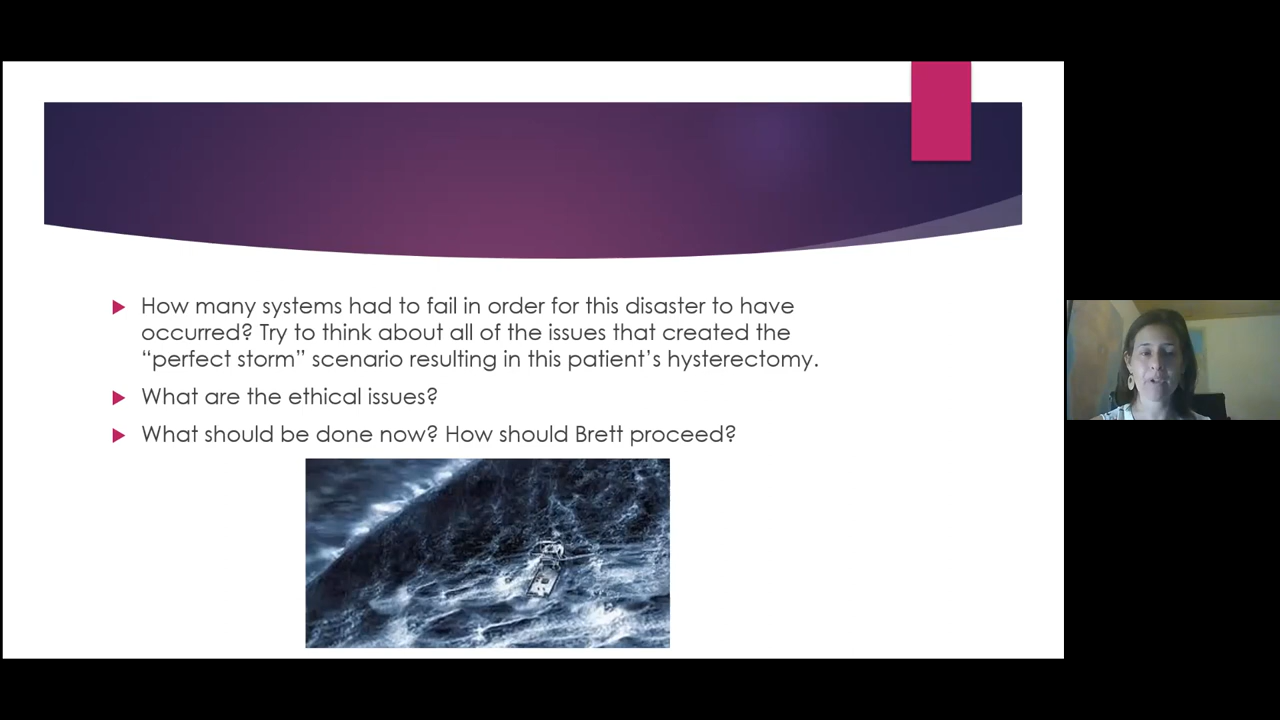 How many systems had to fail in order for this disaster to have
occurred? Try to think about all of the issues that created the
“perfect storm” scenario resulting in this patient’s hysterectomy.
What are the ethical issues?
What should be done now? How should Brett proceed?